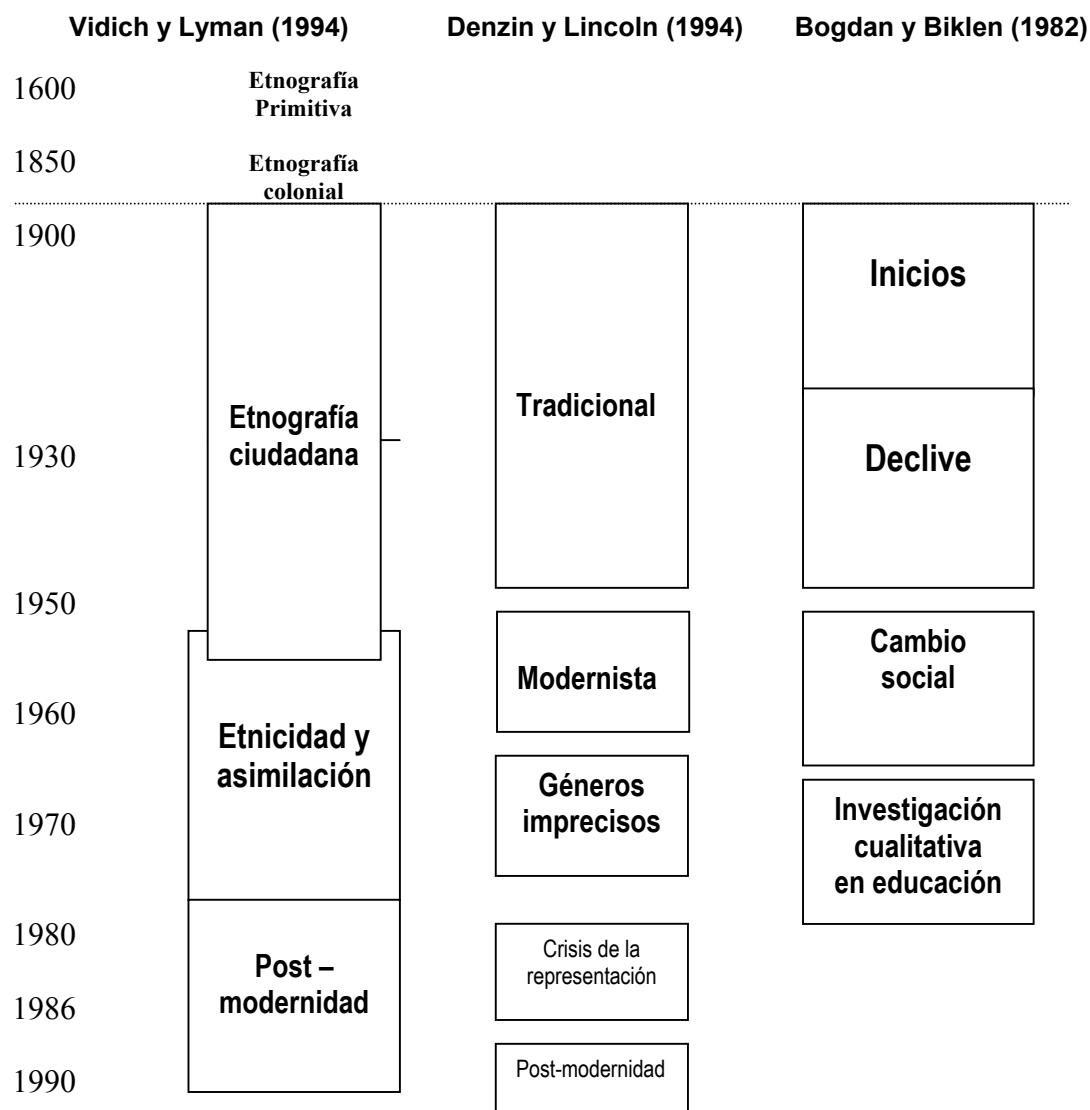 Vidich y Lyman (1994) Denzin y Lincoln (1994) Bogdan y Biklen (1982)
1600
Etnografía
Primitiva
1850
Etnografía
colonial
1900
Inicios
Tradicional
Etnografía
ciudadana
1930
Declive
1950
Cambio
social
Modernista
1960
Etnicidad y
asimilación
Géneros
imprecisos
1970
Investigación
cualitativa
en educación
1980
Crisis de la
representación
Post –
modernidad
1986
Post-modernidad
1990